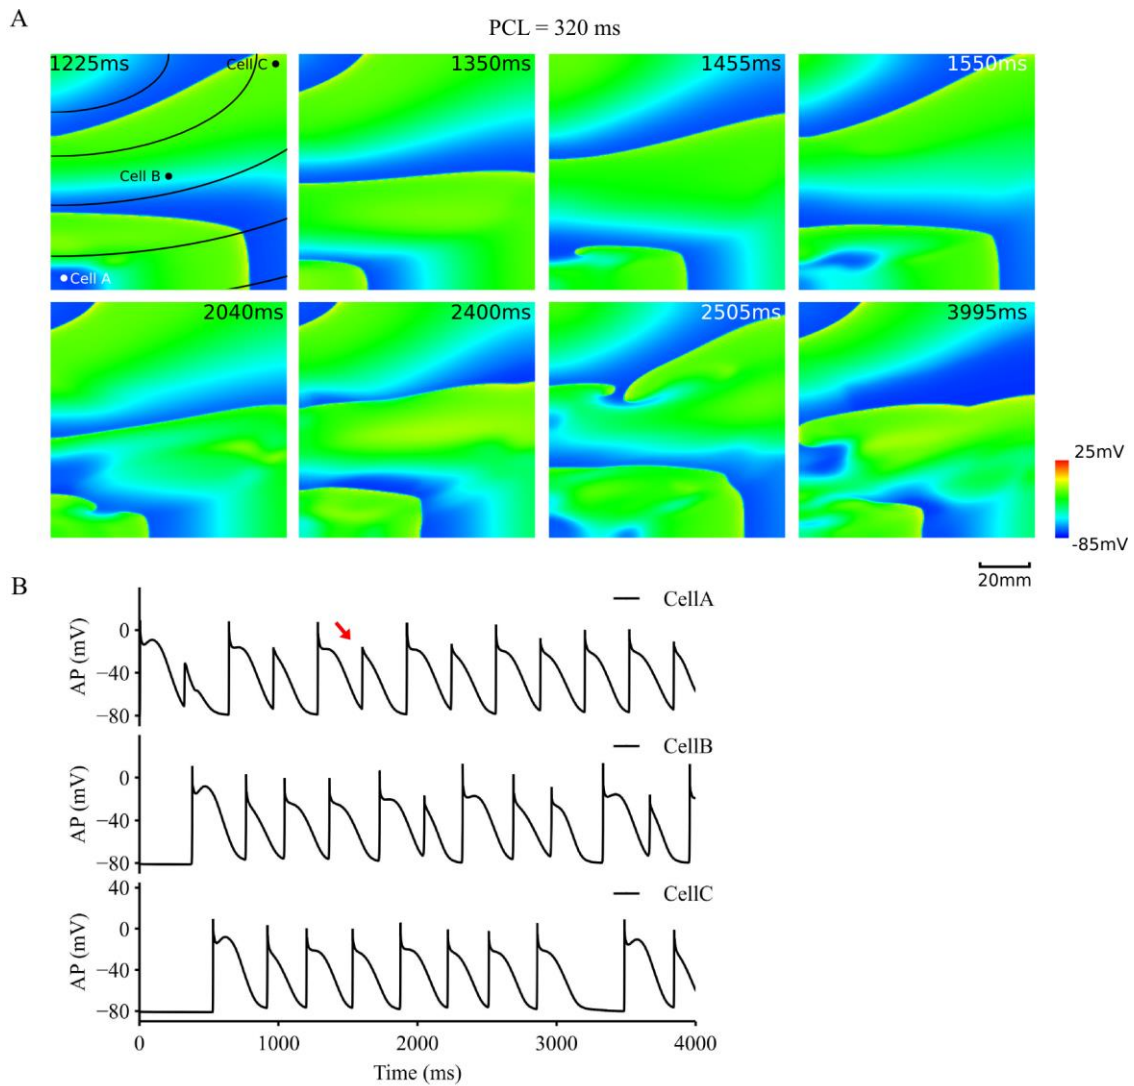 A
PCL = 320 ms
1225ms
Cell C
Cell B
Cell A
1350ms
1455ms
1550ms
2040ms
2400ms
2505ms
3995ms
25mV
-85mV
20mm
B
CellA
AP (mV)
0
−40
−80
CellB
AP (mV)
0
−40
−80
CellC
AP (mV)
40
0
−40
−80
0 1000 2000 3000 4000
Time (ms)